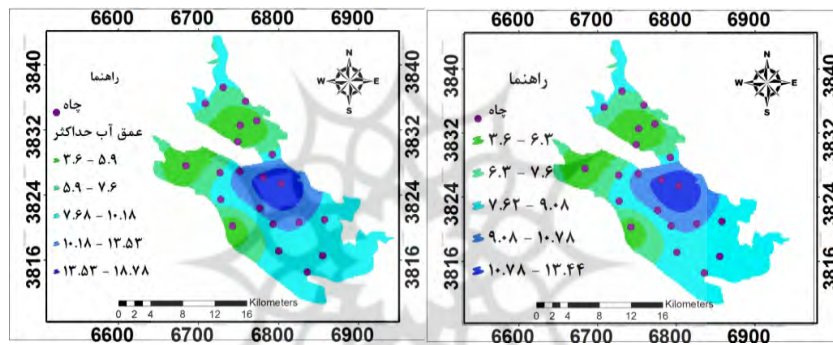 6600 6700 6800 6900
3840
3832
3824
3816
N
W E
S
راهنما
چاه
عمق آب حداکثر
۳.۶ - ۵.۹
۵.۹ - ۷.۶
۷.۶۸ - ۱۰.۱۸
۱۰.۱۸ - ۱۳.۵۳
۱۳.۵۳ - ۱۸.۷۸
Kilometers
0 2 4 8 12 16
6600 6700 6800 6900
6600 6700 6800 6900
3840
3832
3824
3816
N
W E
S
راهنما
چاه
۳.۶ - ۶.۳
۶.۳ - ۷.۶
۷.۶۲ - ۹.۰۸
۹.۰۸ - ۱۰.۷۸
۱۰.۷۸ - ۱۳.۴۴
Kilometers
0 2 4 8 12 16
6600 6700 6800 6900